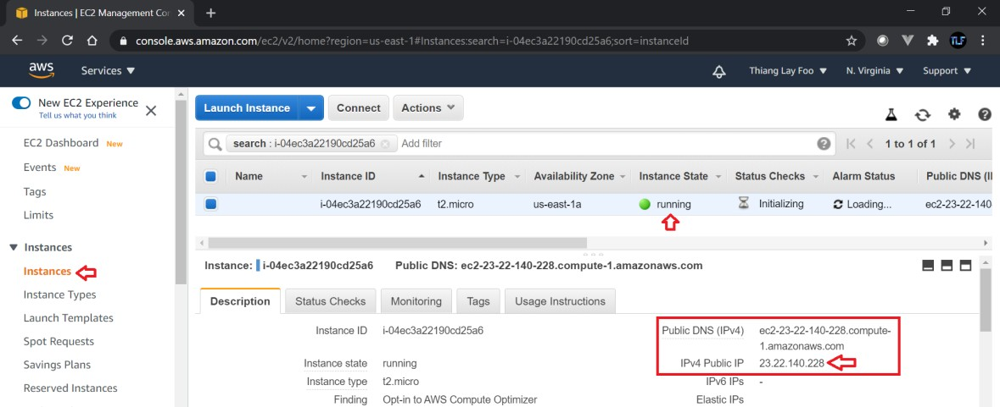 Instances | EC2 Management Con
console.aws.amazon.com/ec2/v2/home?region=us-east-1#Instances:search=i-04ec3a22190cd25a6;sort=instanceId
TLF
aws Services Thiang Lay Foo N. Virginia Support
New EC2 Experience
Tell us what you think
EC2 Dashboard New
Events New
Tags
Limits
Instances
Instances
Instance Types
Launch Templates
Spot Requests
Savings Plans
Reserved Instances
Launch Instance Connect Actions
search : i-04ec3a22190cd25a6 Add filter 1 to 1 of 1
Name Instance ID Instance Type Availability Zone Instance State Status Checks Alarm Status Public DNS (I
i-04ec3a22190cd25a6 t2.micro us-east-1a running Initializing Loading... ec2-23-22-140
Instance: i-04ec3a22190cd25a6 Public DNS: ec2-23-22-140-228.compute-1.amazonaws.com
Description Status Checks Monitoring Tags Usage Instructions
Instance ID i-04ec3a22190cd25a6 Public DNS (IPv4) ec2-23-22-140-228.compute-
1.amazonaws.com
Instance state running IPv4 Public IP 23.22.140.228
Instance type t2.micro IPv6 IPs -
Finding Opt-in to AWS Compute Optimizer Elastic IPs